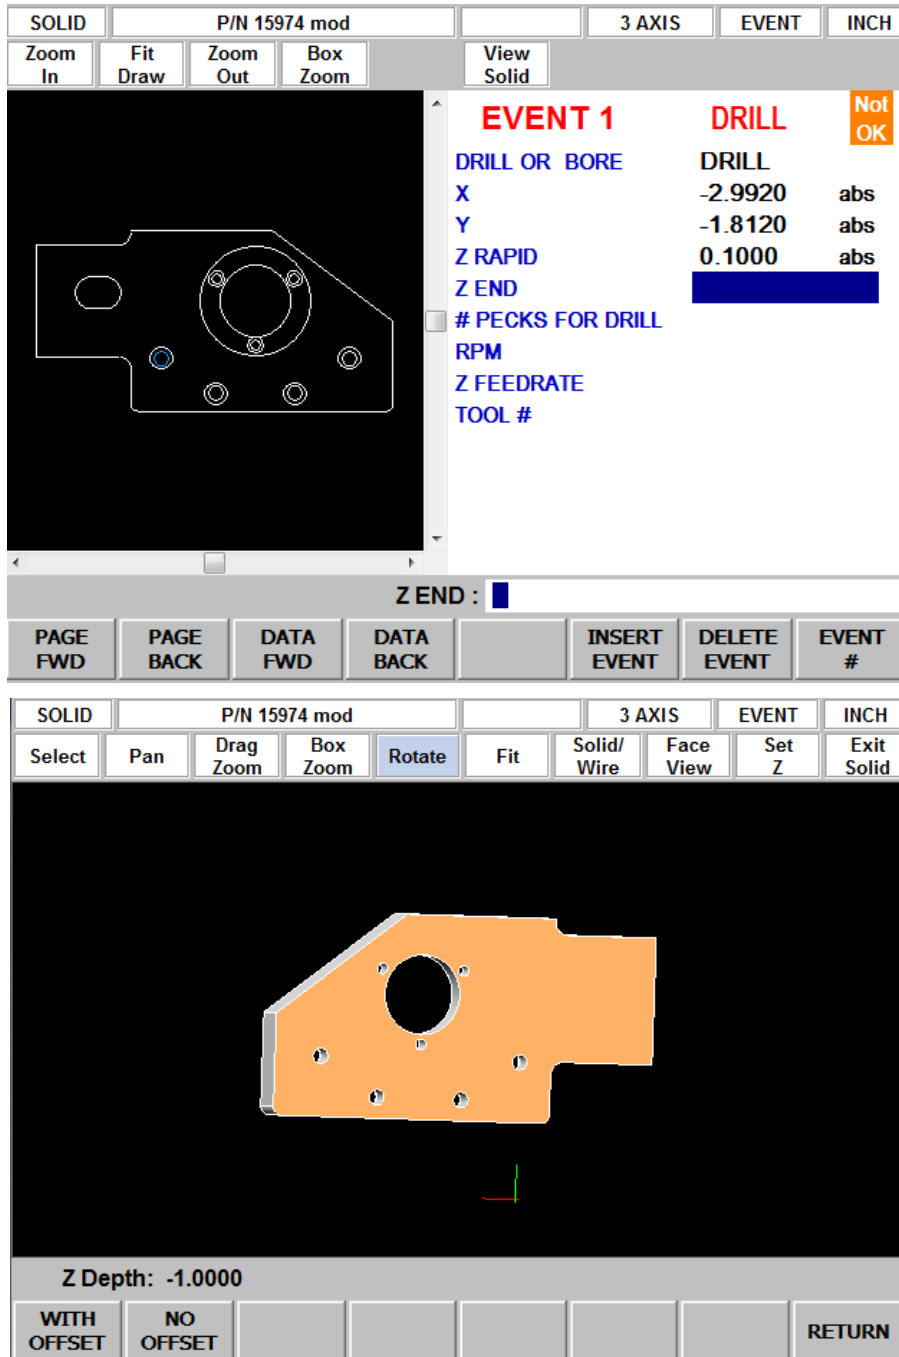 SOLID P/N 15974 mod 3 AXIS EVENT INCH
Zoom In Fit Draw Zoom Out Box Zoom View Solid
EVENT 1 DRILL Not OK
DRILL OR BORE DRILL
X -2.9920 abs
Y -1.8120 abs
Z RAPID 0.1000 abs
Z END
# PECKS FOR DRILL
RPM
Z FEEDRATE
TOOL #
Z END :
PAGE FWD PAGE BACK DATA FWD DATA BACK INSERT EVENT DELETE EVENT EVENT #
SOLID P/N 15974 mod 3 AXIS EVENT INCH
Select Pan Drag Zoom Box Zoom Rotate Fit Solid/ Wire Face View Set Z Exit Solid
Z Depth: -1.0000
WITH OFFSET NO OFFSET RETURN